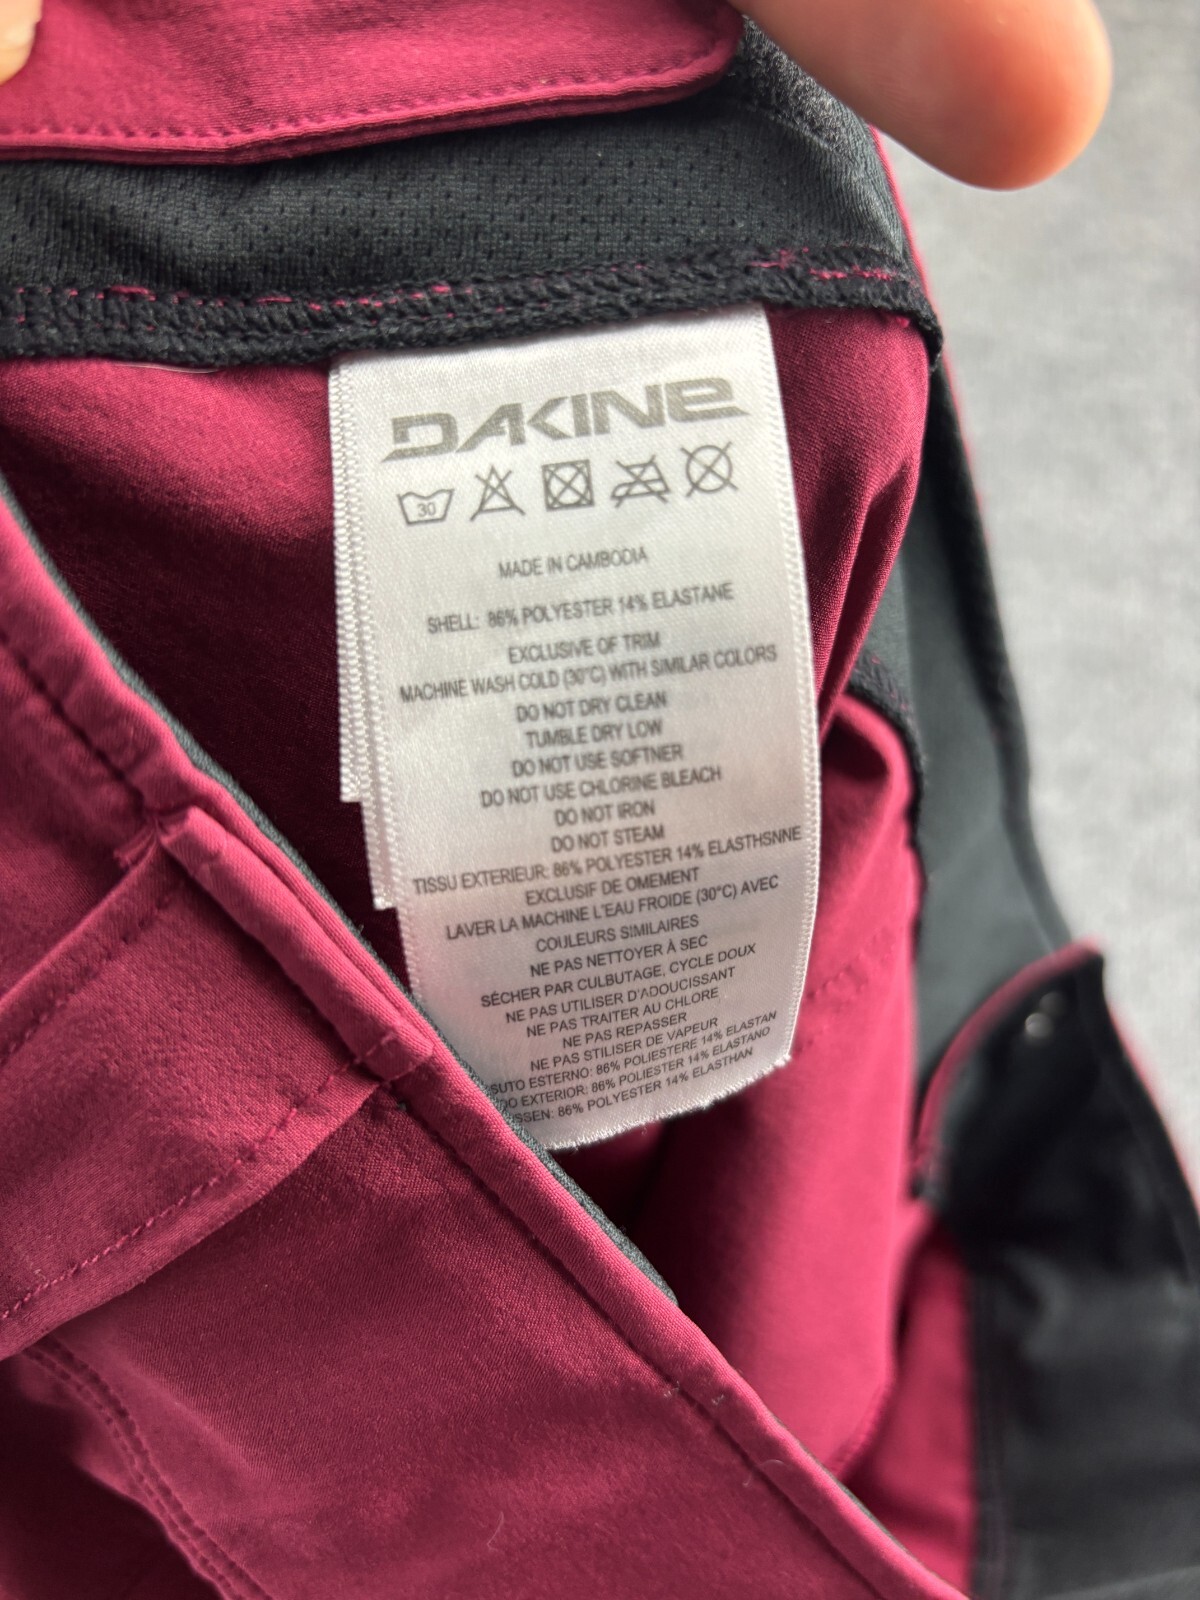 DAKINE
30
MADE IN CAMBODIA
SHELL: 86% POLYESTER 14% ELASTANE
EXCLUSIVE OF TRIM
MACHINE WASH COLD (30°C) WITH SIMILAR COLORS
DO NOT DRY CLEAN
TUMBLE DRY LOW
DO NOT USE SOFTNER
DO NOT USE CHLORINE BLEACH
DO NOT IRON
DO NOT STEAM
TISSU EXTERIEUR: 86% POLYESTER 14% ELASTHSNNE
EXCLUSIF DE OMEMENT
LAVER LA MACHINE L'EAU FROIDE (30°C) AVEC
COULEURS SIMILAIRES
NE PAS NETTOYER À SEC
SÉCHER PAR CULBUTAGE, CYCLE DOUX
NE PAS UTILISER D'ADOUCISSANT
NE PAS TRAITER AU CHLORE
NE PAS REPASSER
NE PAS STILISER DE VAPEUR
SUTO ESTERNO: 86% POLIESTERE 14% ELASTAN
DO EXTERIOR: 86% POLIESTER 14% ELASTANO
SSEN: 86% POLYESTER 14% ELASTHAN